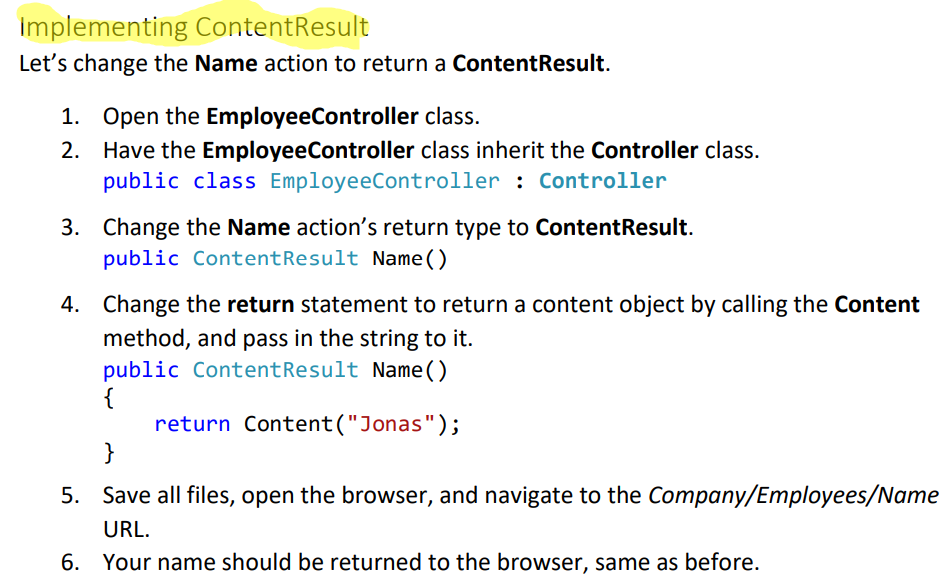 Implementing ContentResult
Let’s change the Name action to return a ContentResult.
1. Open the EmployeeController class.
2. Have the EmployeeController class inherit the Controller class.
public class EmployeeController : Controller
3. Change the Name action’s return type to ContentResult.
public ContentResult Name()
4. Change the return statement to return a content object by calling the Content
method, and pass in the string to it.
public ContentResult Name()
{
return Content("Jonas");
}
5. Save all files, open the browser, and navigate to the Company/Employees/Name
URL.
6. Your name should be returned to the browser, same as before.